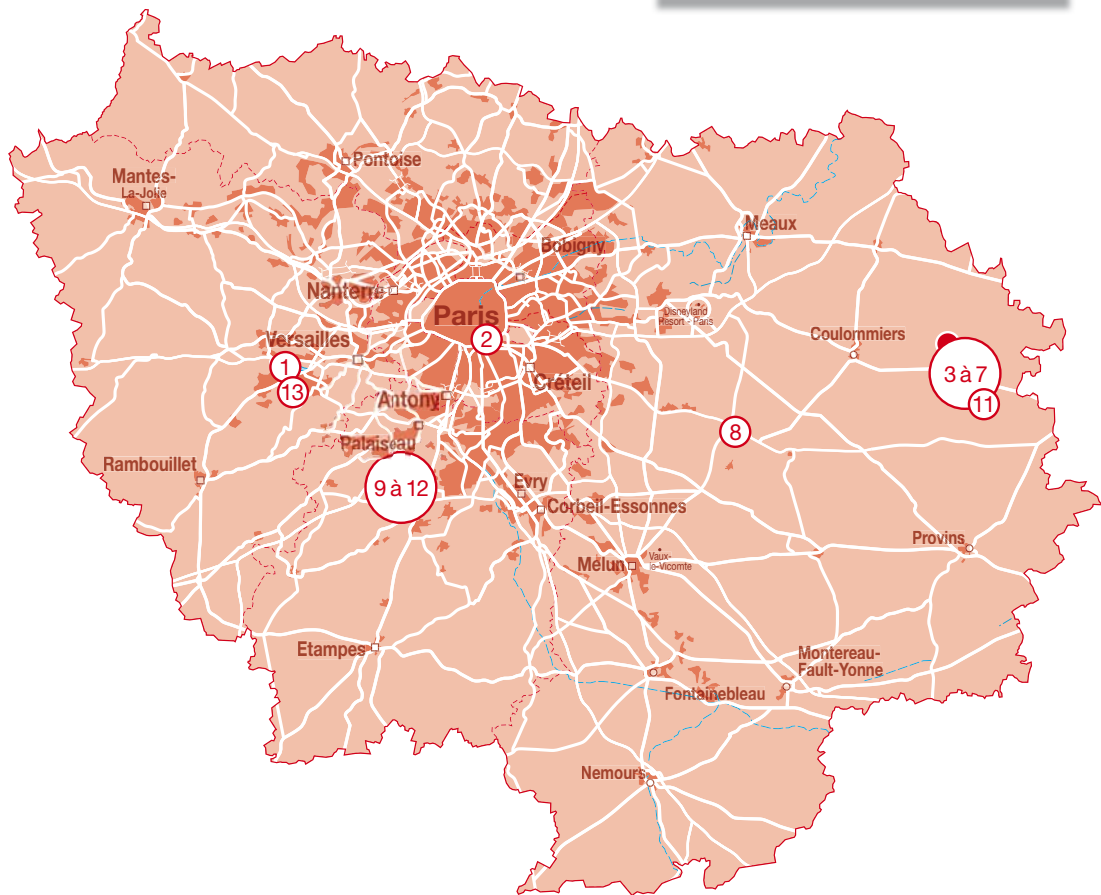 Pontoise
Mantes-
La-Jolie
Meaux
Bobigny
Nanterre
Paris
Disneyland
Resort - Paris
Versailles
2
Coulommiers
1
3 à 7
Créteil
13
Antony
11
8
Palaiseau
Rambouillet
9 à 12
Evry
Corbeil-Essonnes
Provins
Melun
Vaux-
le-Vicomte
Etampes
Montereau-
Fault-Yonne
Fontainebleau
Nemours